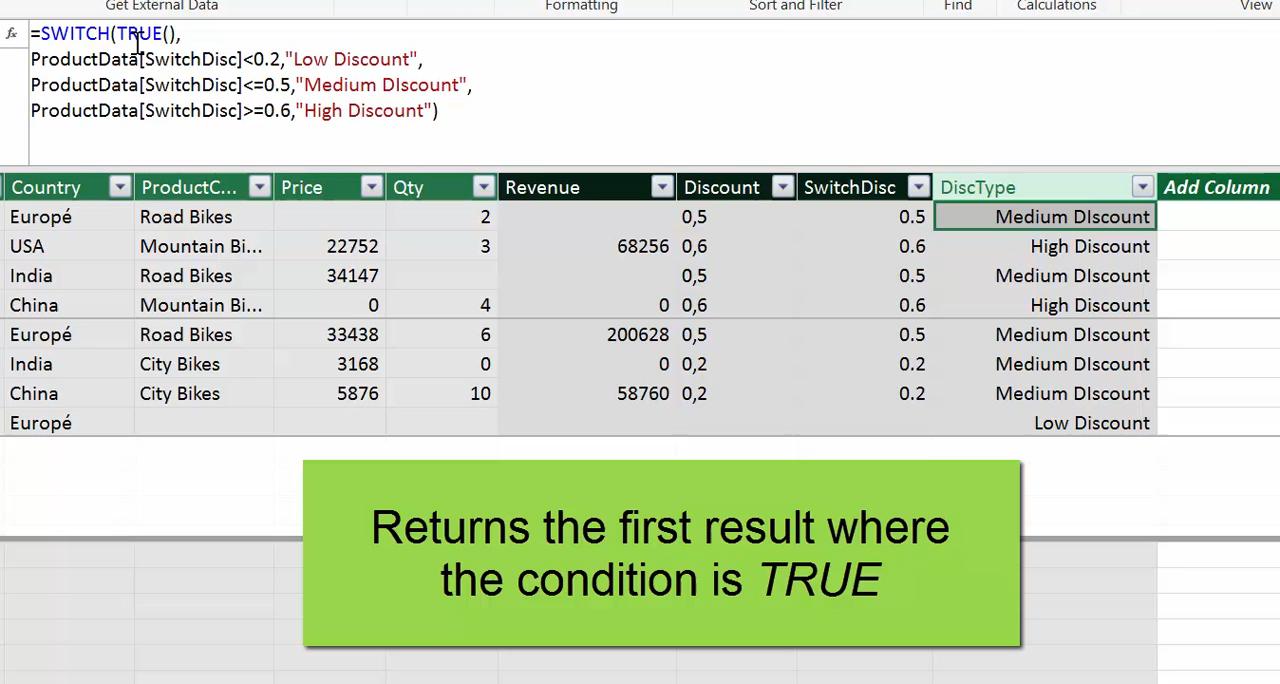 Get External Data Formatting Sort and Filter Find Calculations View
fx =SWITCH(TRUE(),
ProductData[SwitchDisc]<0.2,"Low Discount",
ProductData[SwitchDisc]<=0.5,"Medium DIscount",
ProductData[SwitchDisc]>=0.6,"High Discount")
Country ProductC... Price Qty Revenue Discount SwitchDisc DiscType Add Column
Europé Road Bikes 2 0,5 0.5 Medium DIscount
USA Mountain Bi... 22752 3 68256 0,6 0.6 High Discount
India Road Bikes 34147 0,5 0.5 Medium DIscount
China Mountain Bi... 0 4 0 0,6 0.6 High Discount
Europé Road Bikes 33438 6 200628 0,5 0.5 Medium DIscount
India City Bikes 3168 0 0 0,2 0.2 Medium DIscount
China City Bikes 5876 10 58760 0,2 0.2 Medium DIscount
Europé Low Discount
Returns the first result where
the condition is TRUE